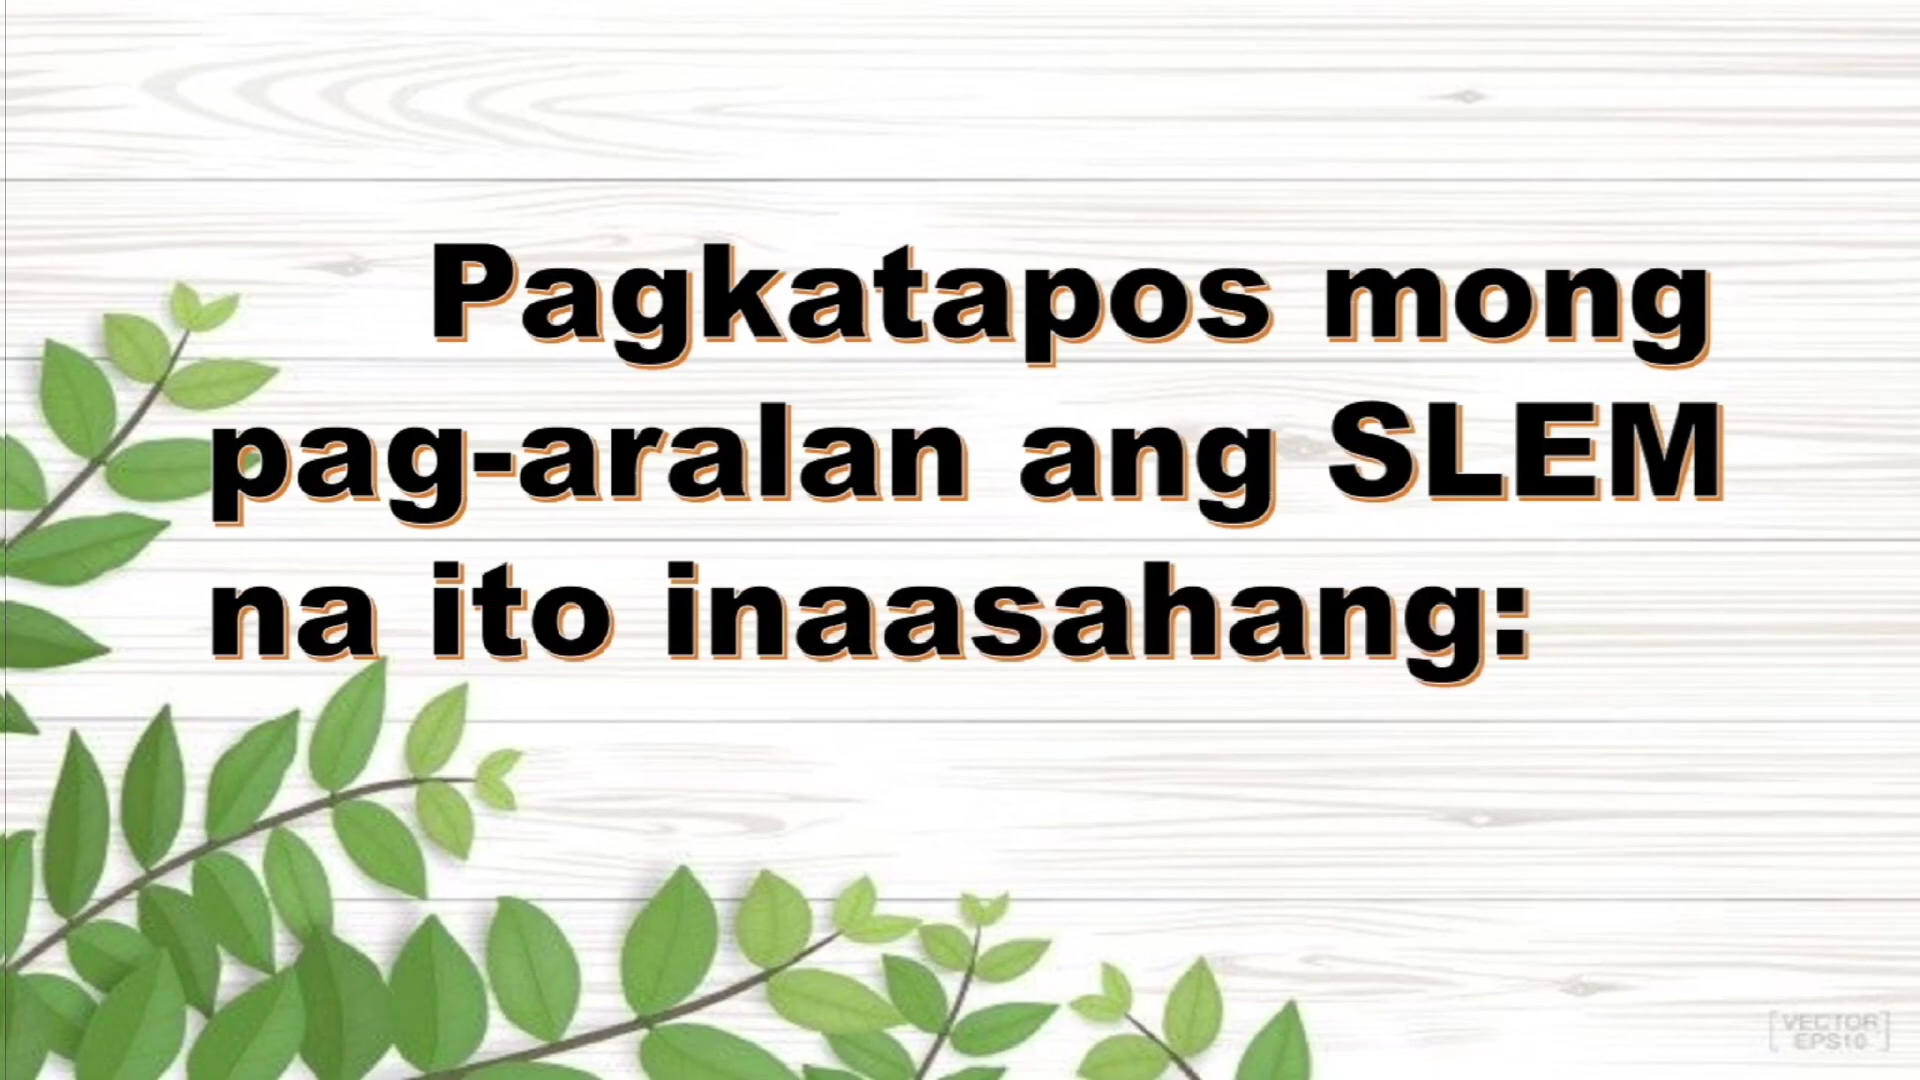 Pagkatapos mong
pag-aralan ang SLEM
na ito inaasahang:
VECTOR
EPS10